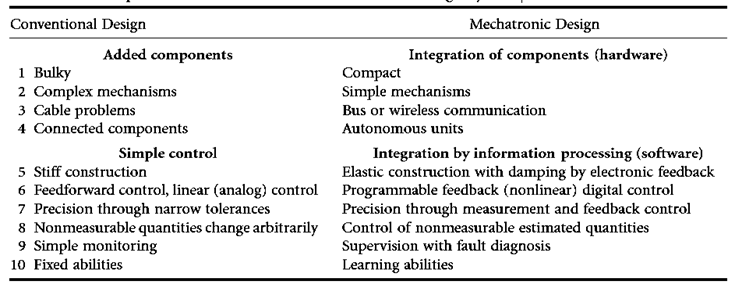 Conventional Design Mechatronic Design
Added components Integration of components (hardware)
1 Bulky Compact
2 Complex mechanisms Simple mechanisms
3 Cable problems Bus or wireless communication
4 Connected components Autonomous units
Simple control Integration by information processing (software)
5 Stiff construction Elastic construction with damping by electronic feedback
6 Feedforward control, linear (analog) control Programmable feedback (nonlinear) digital control
7 Precision through narrow tolerances Precision through measurement and feedback control
8 Nonmeasurable quantities change arbitrarily Control of nonmeasurable estimated quantities
9 Simple monitoring Supervision with fault diagnosis
10 Fixed abilities Learning abilities